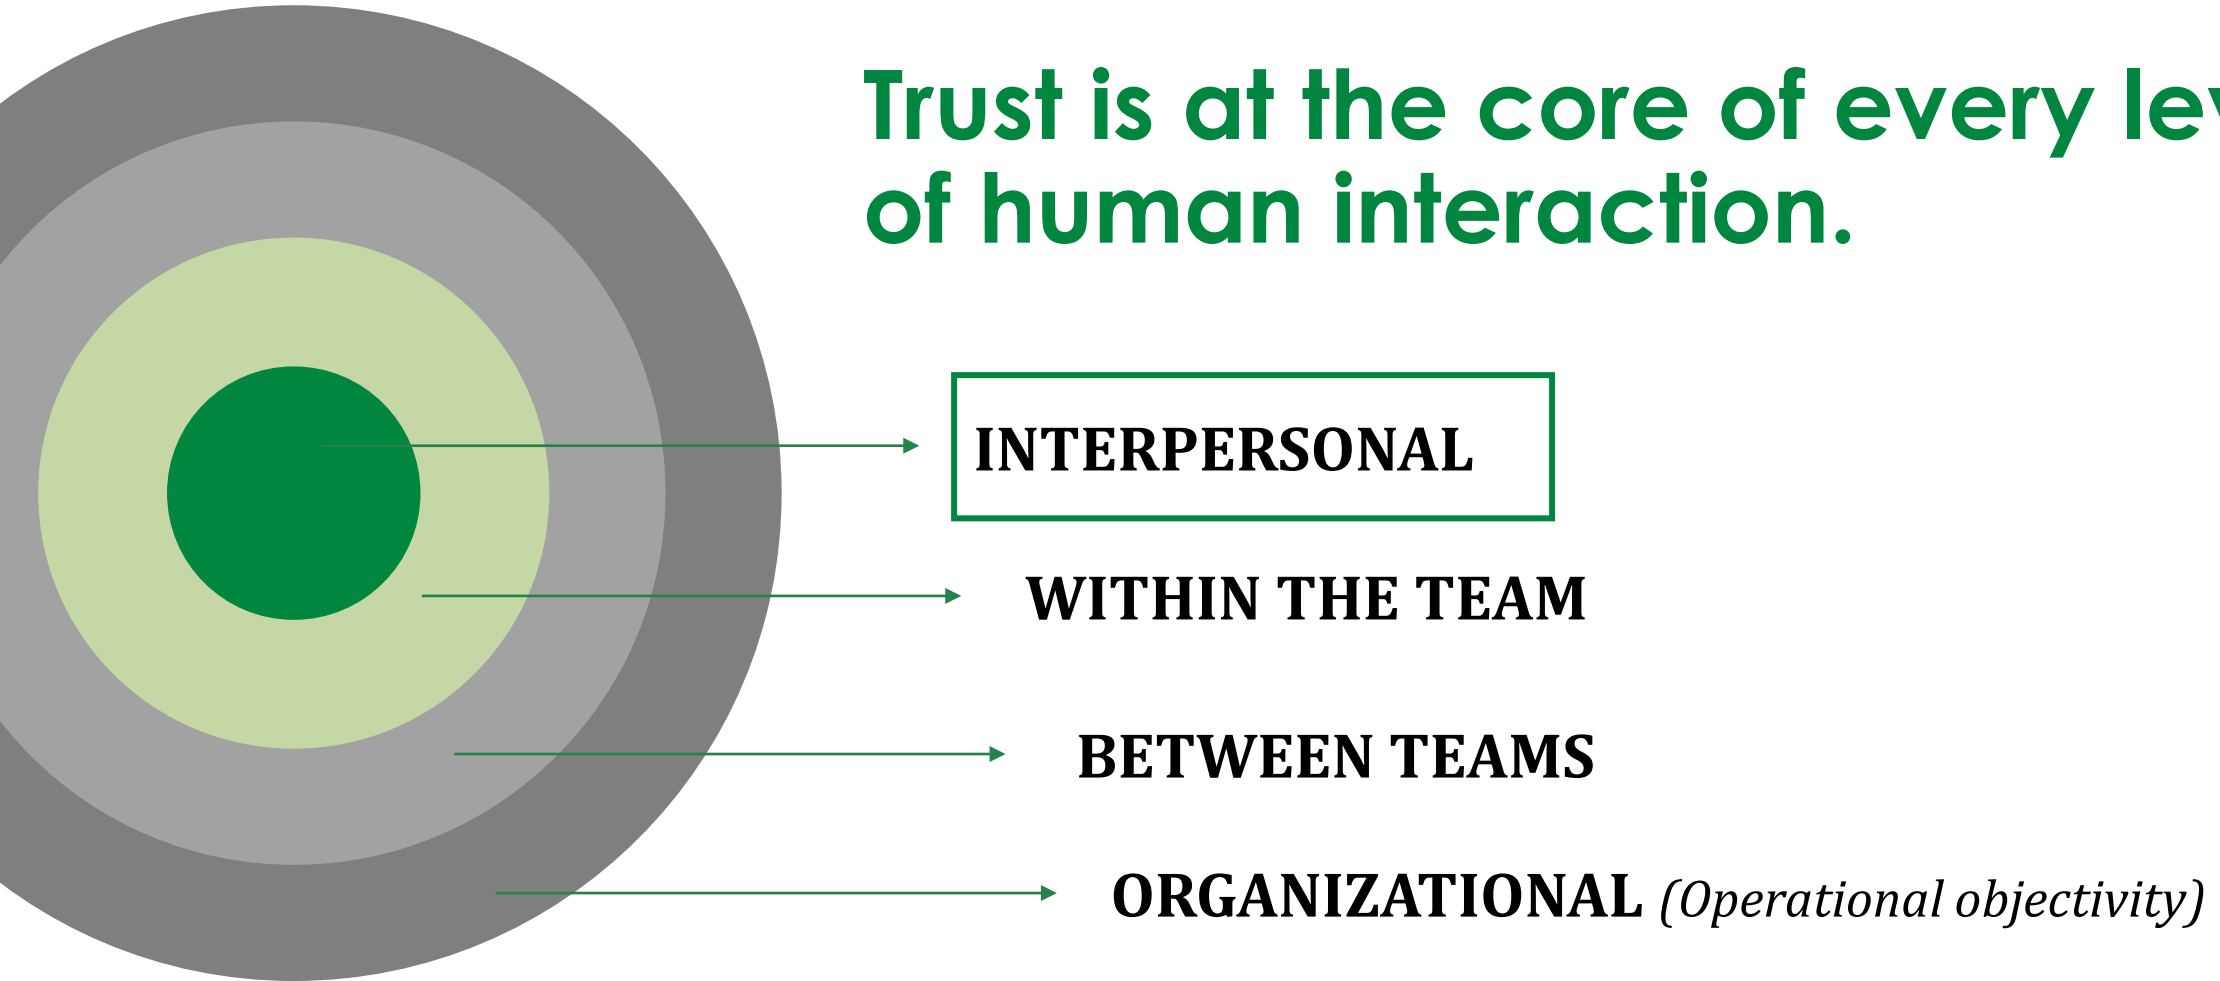 Trust is at the core of every lev
of human interaction.
INTERPERSONAL
WITHIN THE TEAM
BETWEEN TEAMS
ORGANIZATIONAL (Operational objectivity)